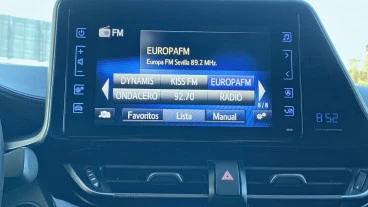 FM
EUROPAFM
Europa FM Sevilla 89.2 MHz.
DYNAMIS KISS FM EUROPAFM
ONDACERO 92.70 RADIO
8/8
Favoritos Lista Manual
8:52